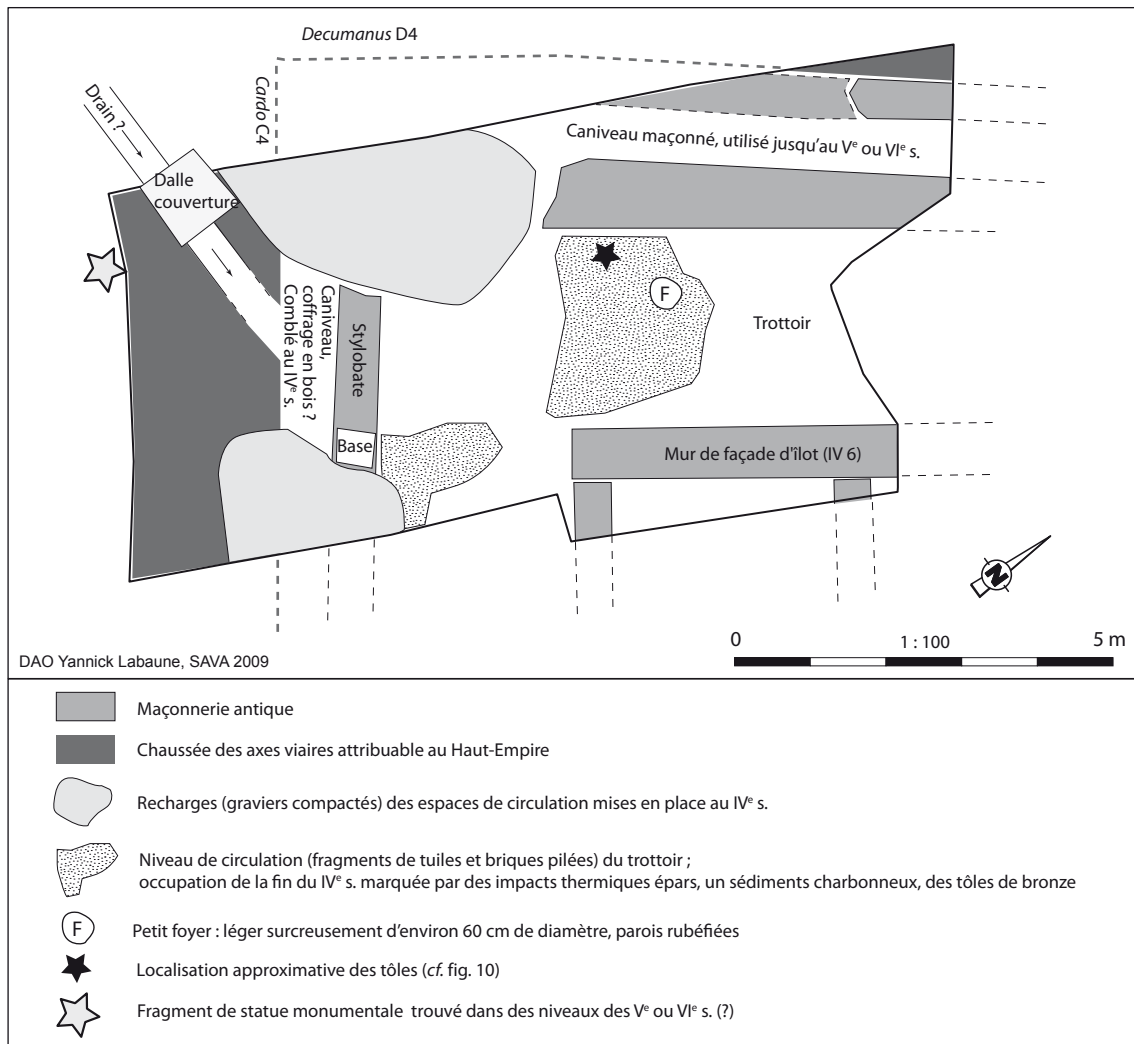 Decumanus D4
Cardo C4
Drain ?
Dalle
couverture
Caniveau maçonné, utilisé jusqu'au Ve ou VIe s.
Caniveau,
coffrage en bois ?
Comblé au IVe s.
Stylobate
Base
F
Trottoir
Mur de façade d'îlot (IV 6)
N
DAO Yannick Labaune, SAVA 2009
0
1 : 100
5 m
Maçonnerie antique
Chaussée des axes viaires attribuable au Haut-Empire
Recharges (graviers compactés) des espaces de circulation mises en place au IVe s.
Niveau de circulation (fragments de tuiles et briques pilées) du trottoir ;
occupation de la fin du IVe s. marquée par des impacts thermiques épars, un sédiments charbonneux, des tôles de bronze
F
Petit foyer : léger surcreusement d'environ 60 cm de diamètre, parois rubéfiées
Localisation approximative des tôles (cf. fig. 10)
Fragment de statue monumentale trouvé dans des niveaux des Ve ou VIe s. (?)